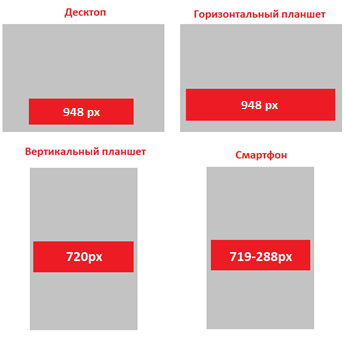 Десктоп
Горизонтальный планшет
948 px
948 px
Вертикальный планшет
Смартфон
720px
719-288px